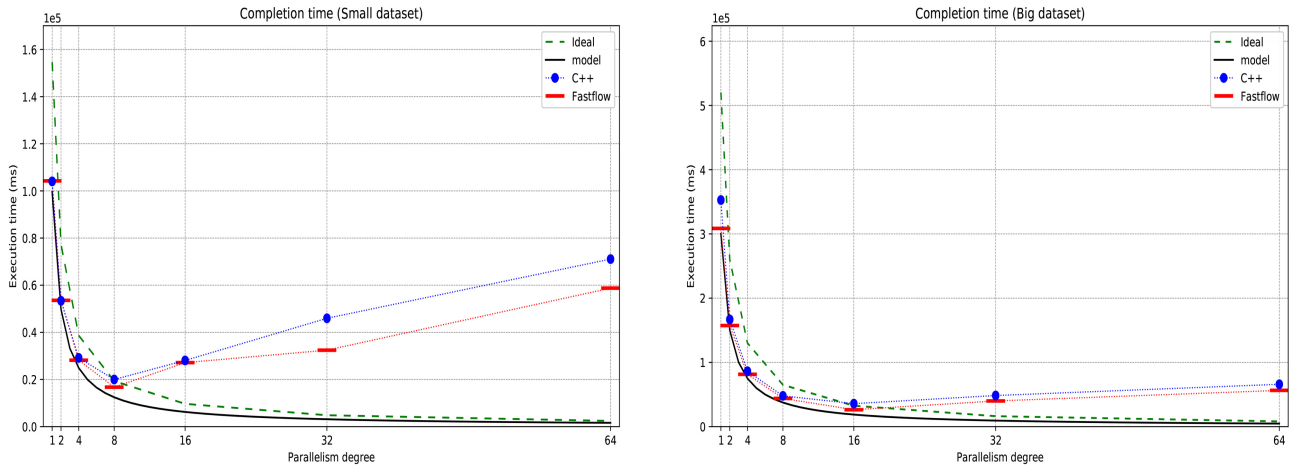 Completion time (Small dataset)
1e5
Execution time (ms)
1.6
1.4
1.2
1.0
0.8
0.6
0.4
0.2
0.0
Ideal
model
C++
Fastflow
1 2 4 8 16 32 64
Parallelism degree
Completion time (Big dataset)
1e5
Execution time (ms)
6
5
4
3
2
1
0
Ideal
model
C++
Fastflow
1 2 4 8 16 32 64
Parallelism degree